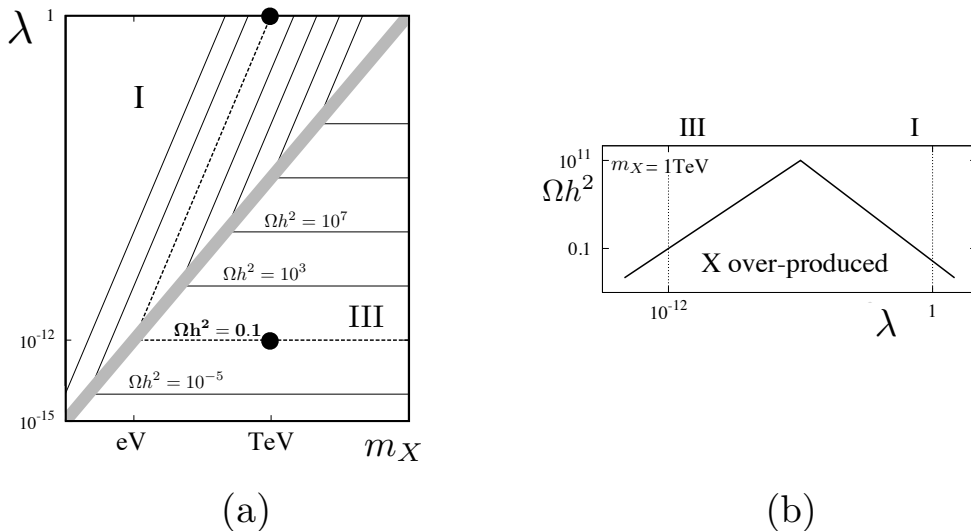 λ
1
I
Ωh² = 10⁷
Ωh² = 10³
III
Ωh² = 0.1
10⁻¹²
Ωh² = 10⁻⁵
10⁻¹⁵
eV
TeV
m_X
(a)
III
I
10¹¹
m_X = 1TeV
Ωh²
0.1
X over-produced
10⁻¹²
λ
1
(b)